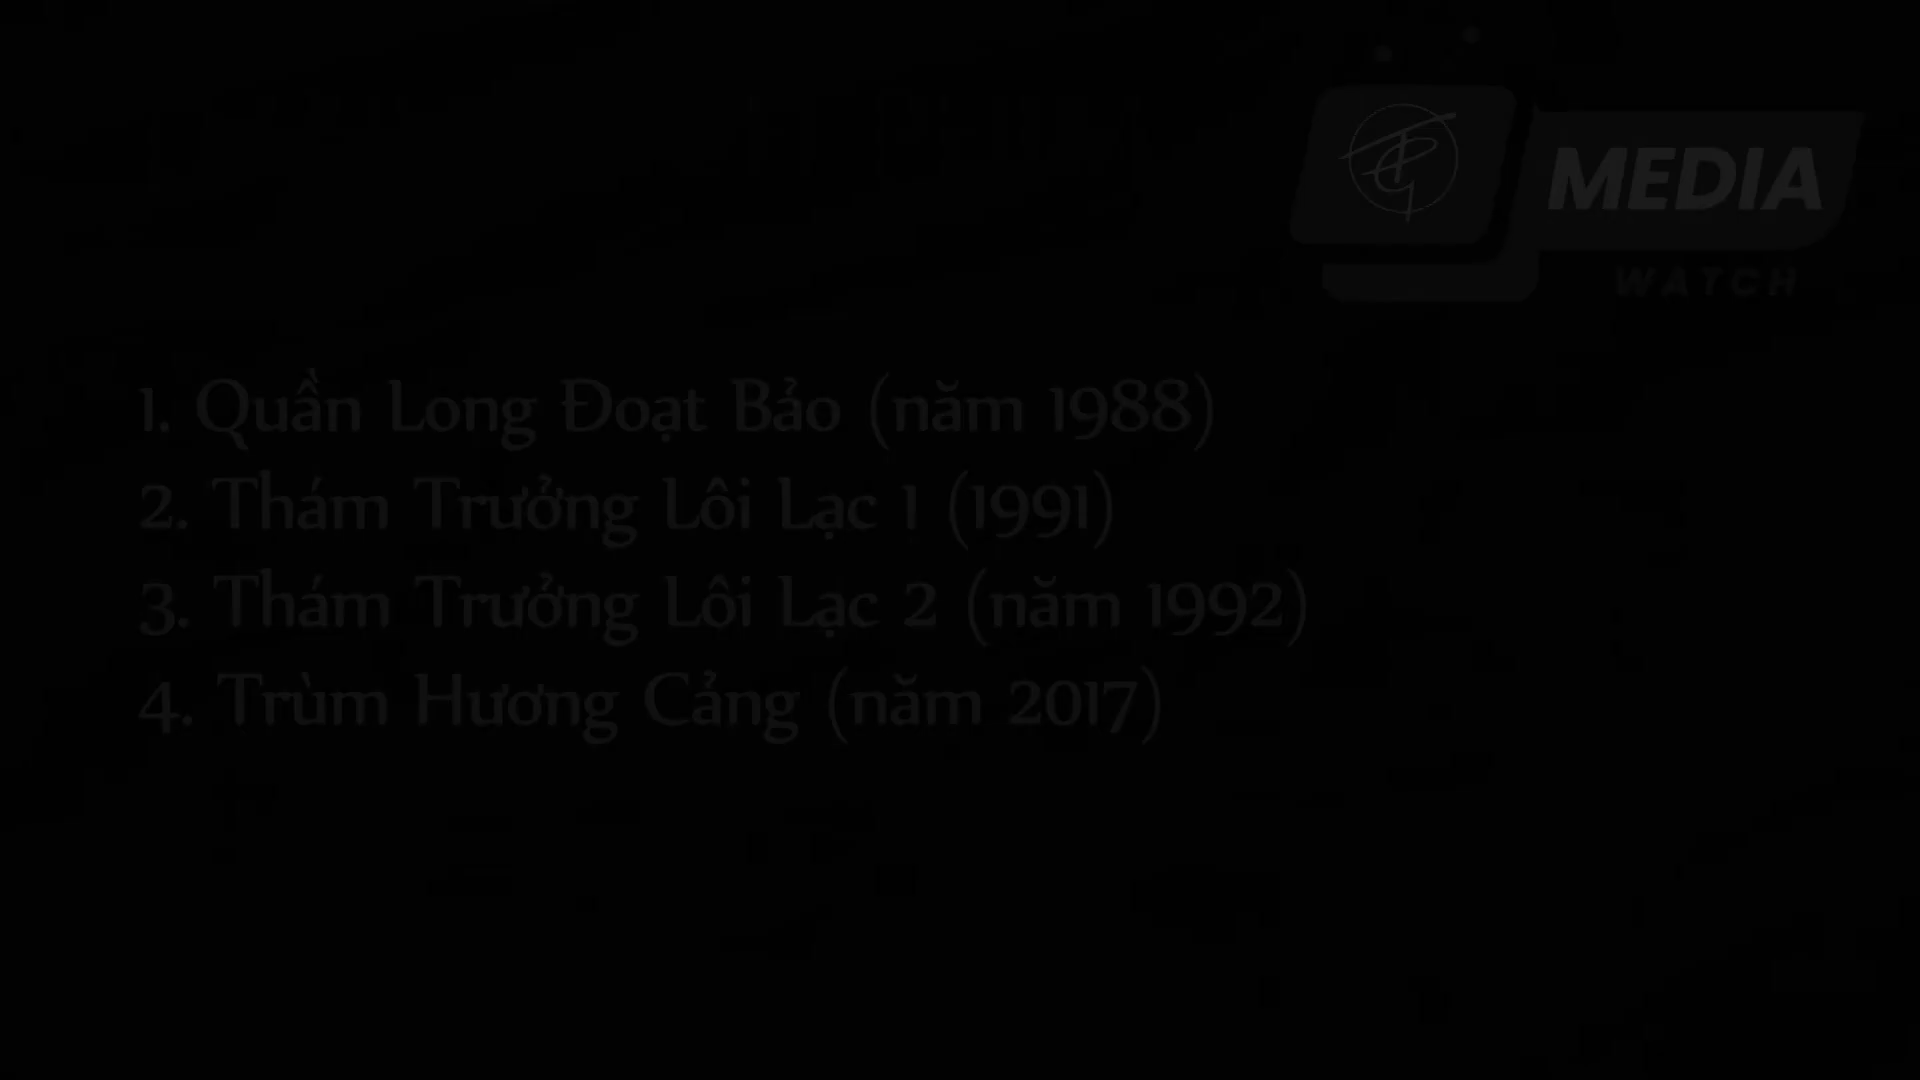 MEDIA
WATCH
1. Quần Long Đoạt Bảo (năm 1988)
2. Thám Trưởng Lôi Lạc 1 (1991)
3. Thám Trưởng Lôi Lạc 2 (năm 1992)
4. Trùm Hương Cảng (năm 2017)